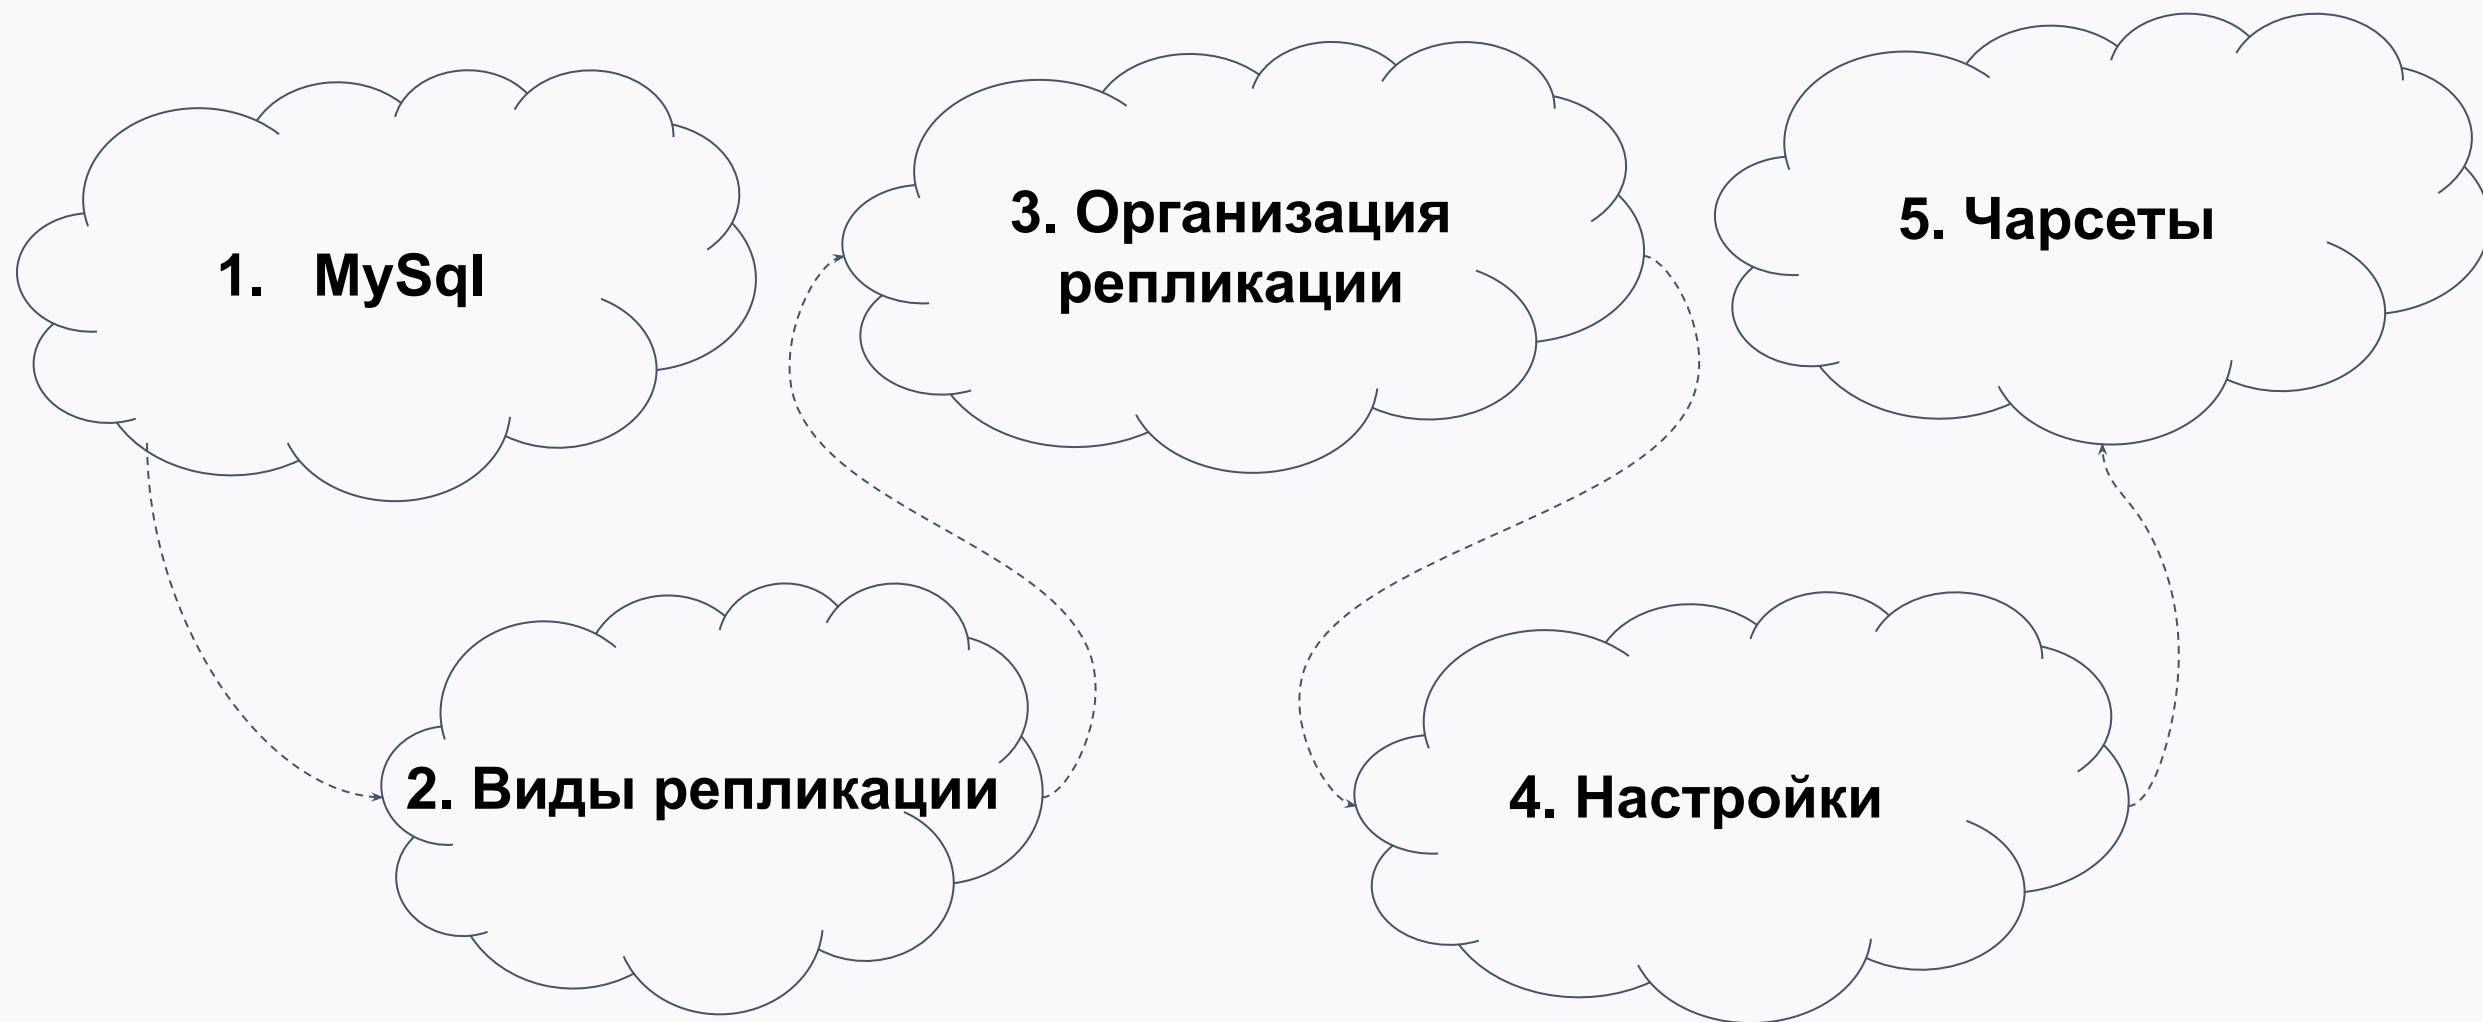 1. MySql
2. Виды репликации
3. Организация
репликации
4. Настройки
5. Чарсеты